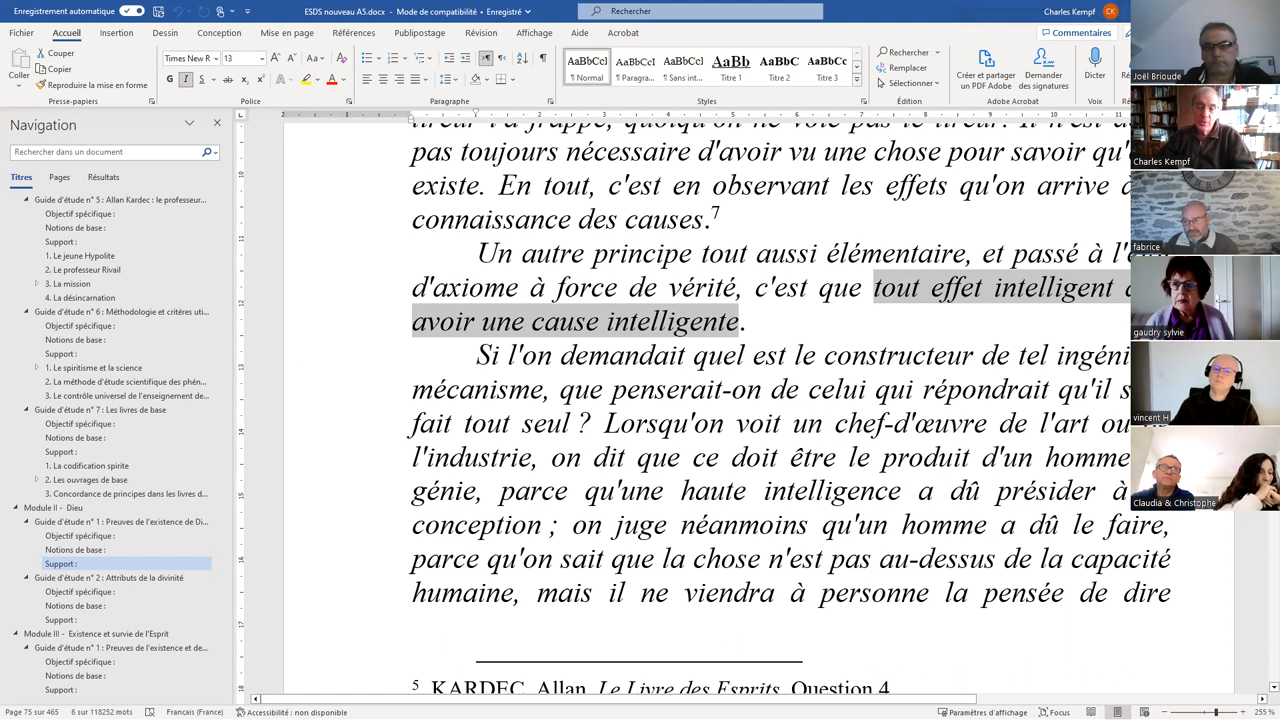 Enregistrement automatique
ESDS nouveau A5.docx - Mode de compatibilité • Enregistré
Rechercher
Charles Kempf
CK
Fichier Accueil Insertion Dessin Conception Mise en page Références Publipostage Révision Affichage Aide Acrobat
Commentaires
Coller
Couper
Copier
Reproduire la mise en forme
Presse-papiers
Times New R 13
Police
Paragraphe
AaBbCcI AaBbCcI AaBbCcI AaBb AaBbC AaBbCc
¶ Normal ¶ Paragra... ¶ Sans int... Titre 1 Titre 2 Titre 3
Styles
Rechercher
Remplacer
Sélectionner
Édition
Créer et partager un PDF Adobe
Demander des signatures
Adobe Acrobat
Dicter
Voix
Navigation
Rechercher dans un document
Titres Pages Résultats
Guide d'étude n° 5 : Allan Kardec : le professeur...
Objectif spécifique :
Notions de base :
Support :
1. Le jeune Hypolite
2. Le professeur Rivail
3. La mission
4. La désincarnation
Guide d'étude n° 6 : Méthodologie et critères uti...
Objectif spécifique :
Notions de base :
Support :
1. Le spiritisme et la science
2. La méthode d'étude scientifique des phén...
3. Le contrôle universel de l'enseignement de...
Guide d'étude n° 7 : Les livres de base
Objectif spécifique :
Notions de base :
Support :
1. La codification spirite
2. Les ouvrages de base
3. Concordance de principes dans les livres d...
Module II - Dieu
Guide d'étude n° 1 : Preuves de l'existence de Di...
Objectif spécifique :
Notions de base :
Support :
Guide d'étude n° 2 : Attributs de la divinité
Objectif spécifique :
Notions de base :
Support :
Module III - Existence et survie de l'Esprit
Guide d'étude n° 1 : Preuves de l'existence et de...
Objectif spécifique :
Notions de base :
Support :
frappé, quoiqu'on ne voie pas le tireur ! Il n'est
pas toujours nécessaire d'avoir vu une chose pour savoir qu'
existe. En tout, c'est en observant les effets qu'on arrive
connaissance des causes.7
Un autre principe tout aussi élémentaire, et passé à
d'axiome à force de vérité, c'est que tout effet intelligent
avoir une cause intelligente.
Si l'on demandait quel est le constructeur de tel
mécanisme, que penserait-on de celui qui répondrait qu'il
fait tout seul ? Lorsqu'on voit un chef-d'œuvre de l'art ou
l'industrie, on dit que ce doit être le produit d'un homme
génie, parce qu'une haute intelligence a dû présider à
conception ; on juge néanmoins qu'un homme a dû le faire,
parce qu'on sait que la chose n'est pas au-dessus de la capacité
humaine, mais il ne viendra à personne la pensée de dire
5 KARDEC, Allan, Le Livre des Esprits, Question 4
Joël Brioude
Charles Kempf
fabrice
gaudry sylvie
vincent H
Claudia & Christophe
Page 75 sur 465 6 sur 118252 mots Français (France) Accessibilité : non disponible Paramètres d'affichage Focus 255 %